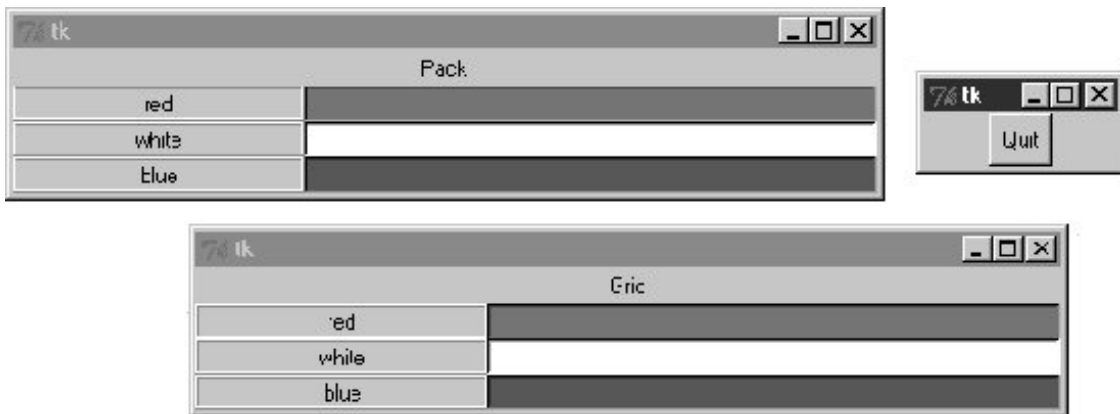 tk
Pack
red
white
blue
tk
Quit
tk
Grid
red
white
blue